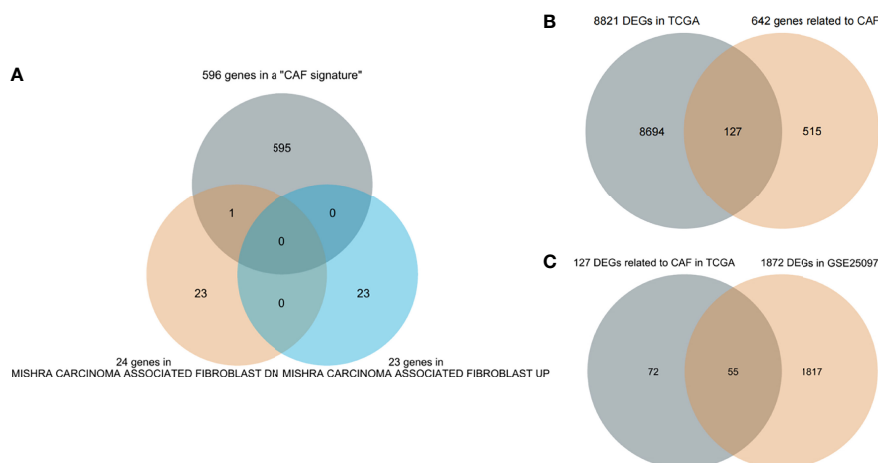 A
596 genes in a "CAF signature"
595
1
0
0
23
0
23
24 genes in
23 genes in
MISHRA CARCINOMA ASSOCIATED FIBROBLAST DN
MISHRA CARCINOMA ASSOCIATED FIBROBLAST UP
B
8821 DEGs in TCGA
642 genes related to CAF
8694
127
515
C
127 DEGs related to CAF in TCGA
1872 DEGs in GSE25097
72
55
1817